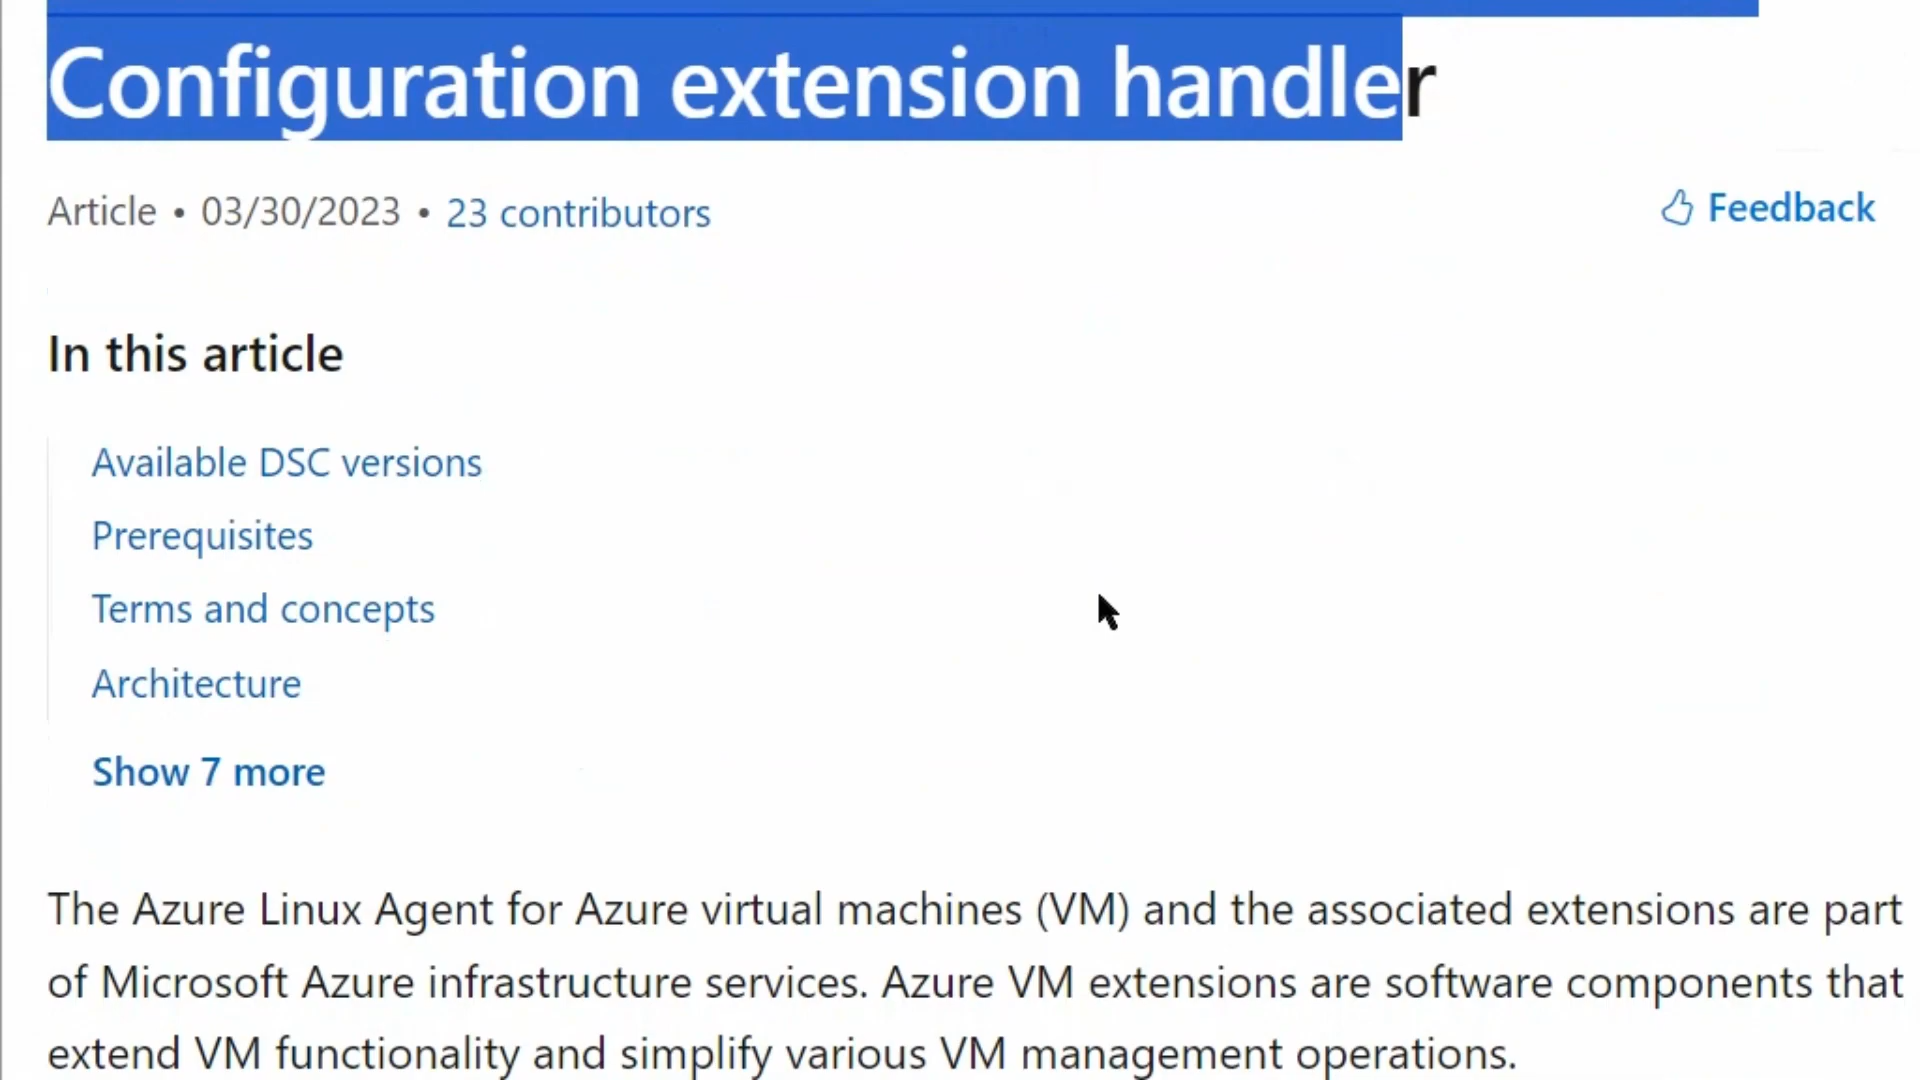 Configuration extension handler
Article • 03/30/2023 • 23 contributors
Feedback
In this article
Available DSC versions
Prerequisites
Terms and concepts
Architecture
Show 7 more
The Azure Linux Agent for Azure virtual machines (VM) and the associated extensions are part
of Microsoft Azure infrastructure services. Azure VM extensions are software components that
extend VM functionality and simplify various VM management operations.